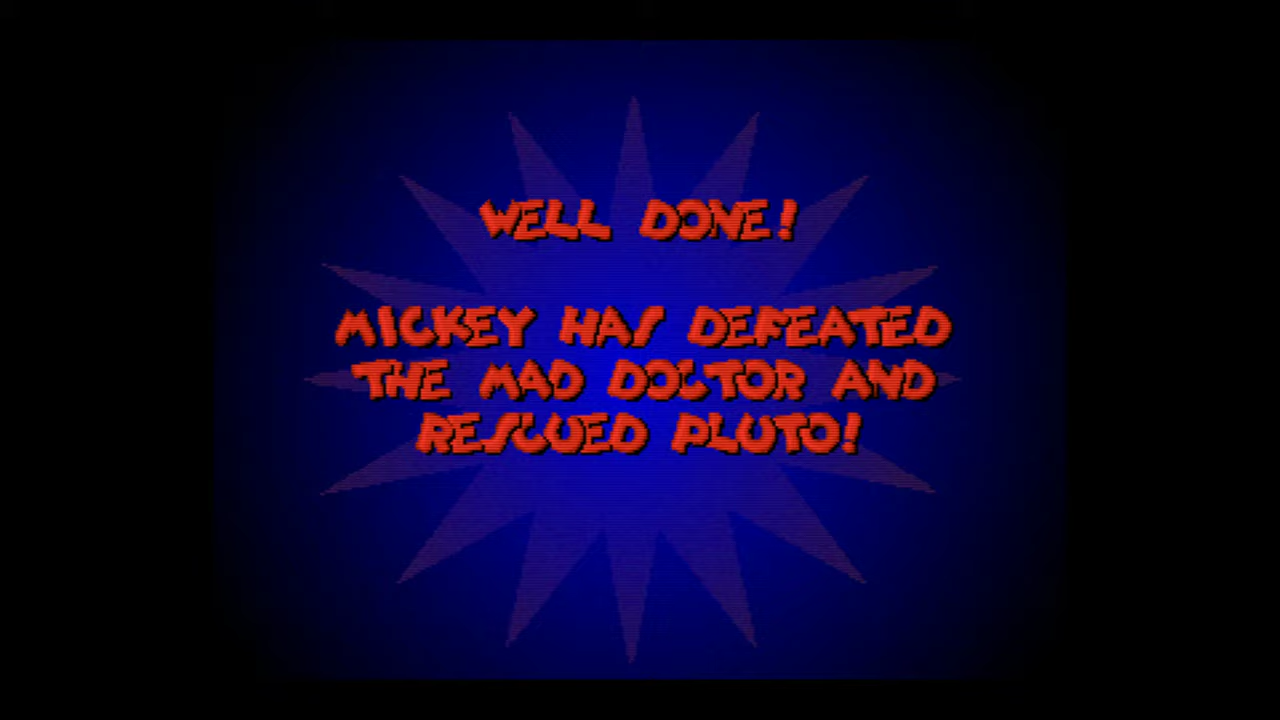 WELL DONE!
MICKEY HAS DEFEATED
THE MAD DOCTOR AND
RESCUED PLUTO!